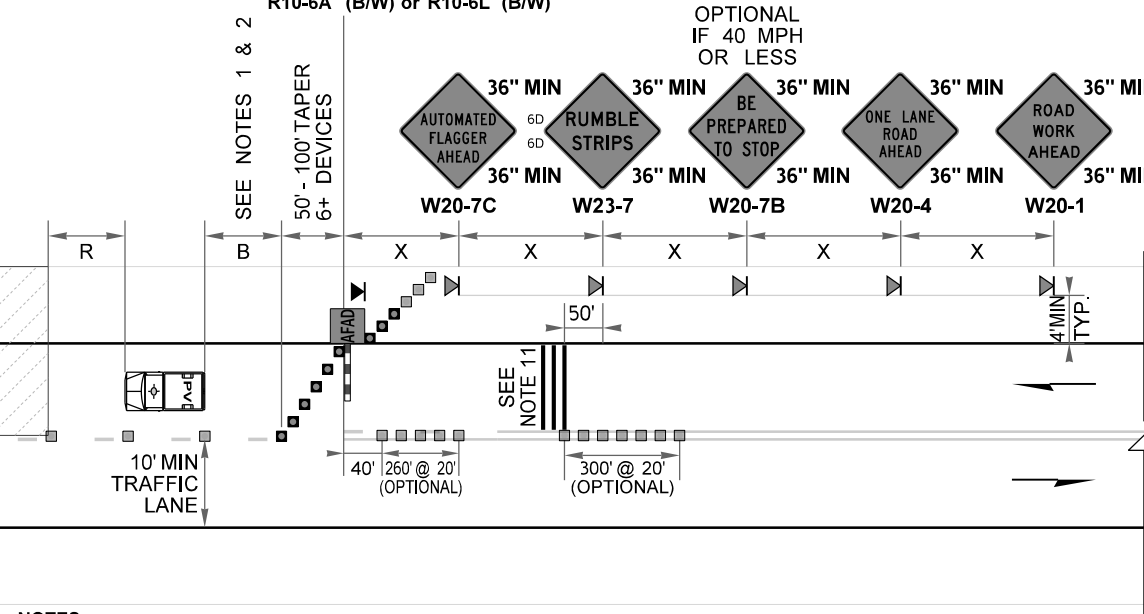 R10-6A (B/W) or R10-6L (B/W)
OPTIONAL
IF 40 MPH
OR LESS
SEE NOTES 1 & 2
50' - 100' TAPER
6+ DEVICES
36" MIN
36" MIN
36" MIN
36" MIN
36" MI
AUTOMATED
FLAGGER
AHEAD
6D
6D
RUMBLE
STRIPS
BE
PREPARED
TO STOP
ONE LANE
ROAD
AHEAD
ROAD
WORK
AHEAD
36" MIN
36" MIN
36" MIN
36" MIN
36" MI
W20-7C
W23-7
W20-7B
W20-4
W20-1
R
B
X
X
X
X
X
AFAD
50'
4'MIN
TYP.
SEE
NOTE 11
PV
10' MIN
TRAFFIC
LANE
40'
260' @ 20'
(OPTIONAL)
300' @ 20'
(OPTIONAL)
NOTES